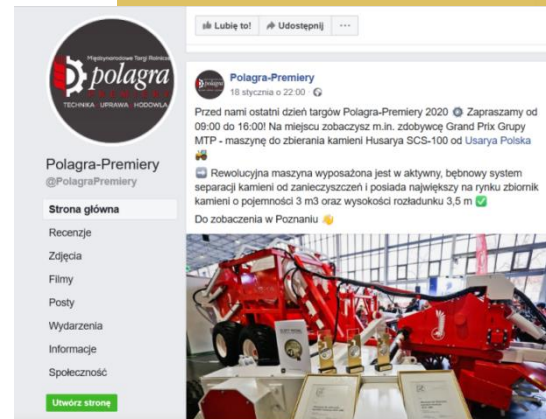 Międzynarodowe Targi Rolnicze
polagra
PREMIERY
TECHNIKA UPRAWA HODOWLA
Polagra-Premiery
@PolagraPremiery
Strona główna
Recenzje
Zdjęcia
Filmy
Posty
Wydarzenia
Informacje
Społeczność
Utwórz stronę
Lubię to!
Udostępnij
Polagra-Premiery
18 stycznia o 22:00
Przed nami ostatni dzień targów Polagra-Premiery 2020 Zapraszamy od
09:00 do 16:00! Na miejscu zobaczysz m.in. zdobywcę Grand Prix Grupy
MTP - maszynę do zbierania kamieni Husarya SCS-100 od Usarya Polska
Rewolucyjna maszyna wyposażona jest w aktywny, bębnowy system
separacji kamieni od zanieczyszczeń i posiada największy na rynku zbiornik
kamieni o pojemności 3 m3 oraz wysokości rozładunku 3,5 m
Do zobaczenia w Poznaniu